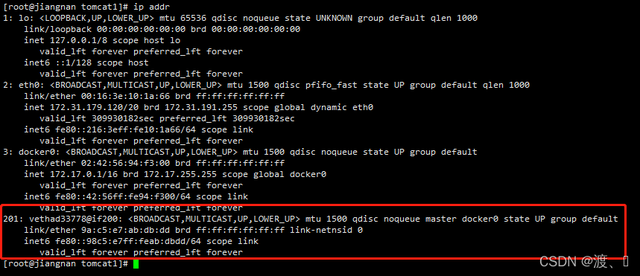 [root@jiangnan tomcat1]# ip addr
1: lo: <LOOPBACK,UP,LOWER_UP> mtu 65536 qdisc noqueue state UNKNOWN group default qlen 1000
link/loopback 00:00:00:00:00:00 brd 00:00:00:00:00:00
inet 127.0.0.1/8 scope host lo
valid_lft forever preferred_lft forever
inet6 ::1/128 scope host
valid_lft forever preferred_lft forever
2: eth0: <BROADCAST,MULTICAST,UP,LOWER_UP> mtu 1500 qdisc pfifo_fast state UP group default qlen 1000
link/ether 00:16:3e:10:1a:66 brd ff:ff:ff:ff:ff:ff
inet 172.31.179.120/20 brd 172.31.191.255 scope global dynamic eth0
valid_lft 309930182sec preferred_lft 309930182sec
inet6 fe80::216:3eff:fe10:1a66/64 scope link
valid_lft forever preferred_lft forever
3: docker0: <BROADCAST,MULTICAST,UP,LOWER_UP> mtu 1500 qdisc noqueue state UP group default
link/ether 02:42:56:94:f3:00 brd ff:ff:ff:ff:ff:ff
inet 172.17.0.1/16 brd 172.17.255.255 scope global docker0
valid_lft forever preferred_lft forever
inet6 fe80::42:56ff:fe94:f300/64 scope link
valid_lft forever preferred_lft forever
201: vethad33778@if200: <BROADCAST,MULTICAST,UP,LOWER_UP> mtu 1500 qdisc noqueue master docker0 state UP group default
link/ether 9a:c5:e7:ab:db:dd brd ff:ff:ff:ff:ff:ff link-netnsid 0
inet6 fe80::98c5:e7ff:feab:dbdd/64 scope link
valid_lft forever preferred_lft forever
[root@jiangnan tomcat1]#
CSDN @渡、